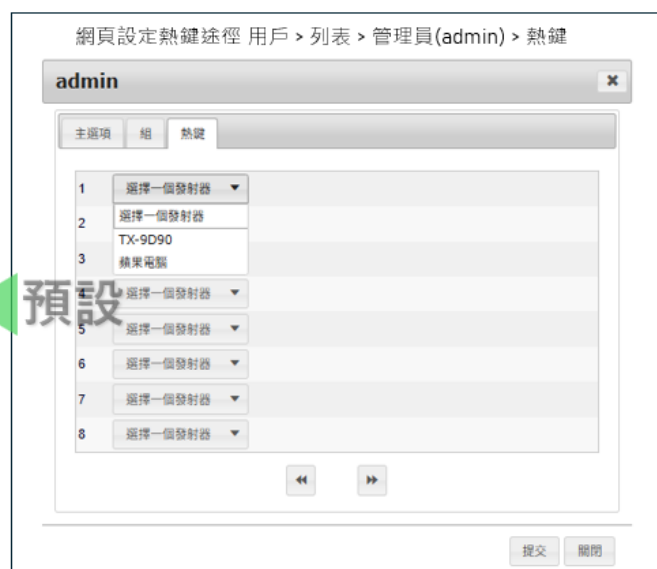 網頁設定熱鍵途徑 用戶 > 列表 > 管理員(admin) > 熱鍵
admin
主選項 組 熱鍵
1 選擇一個發射器
選擇一個發射器
2
TX-9D90
3
蘋果電腦
預設
4 選擇一個發射器
5 選擇一個發射器
6 選擇一個發射器
7 選擇一個發射器
8 選擇一個發射器
提交 關閉